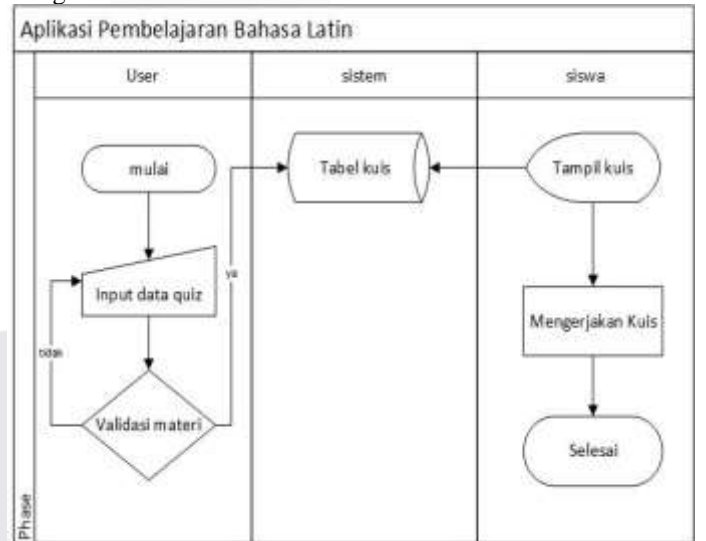 Aplikasi Pembelajaran Bahasa Latin
User
sistem
siswa
mulai
Tabel kuis
Tampil kuis
ya
Input data quiz
Mengerjakan Kuis
tidak
Validasi materi
Selesai
Phase